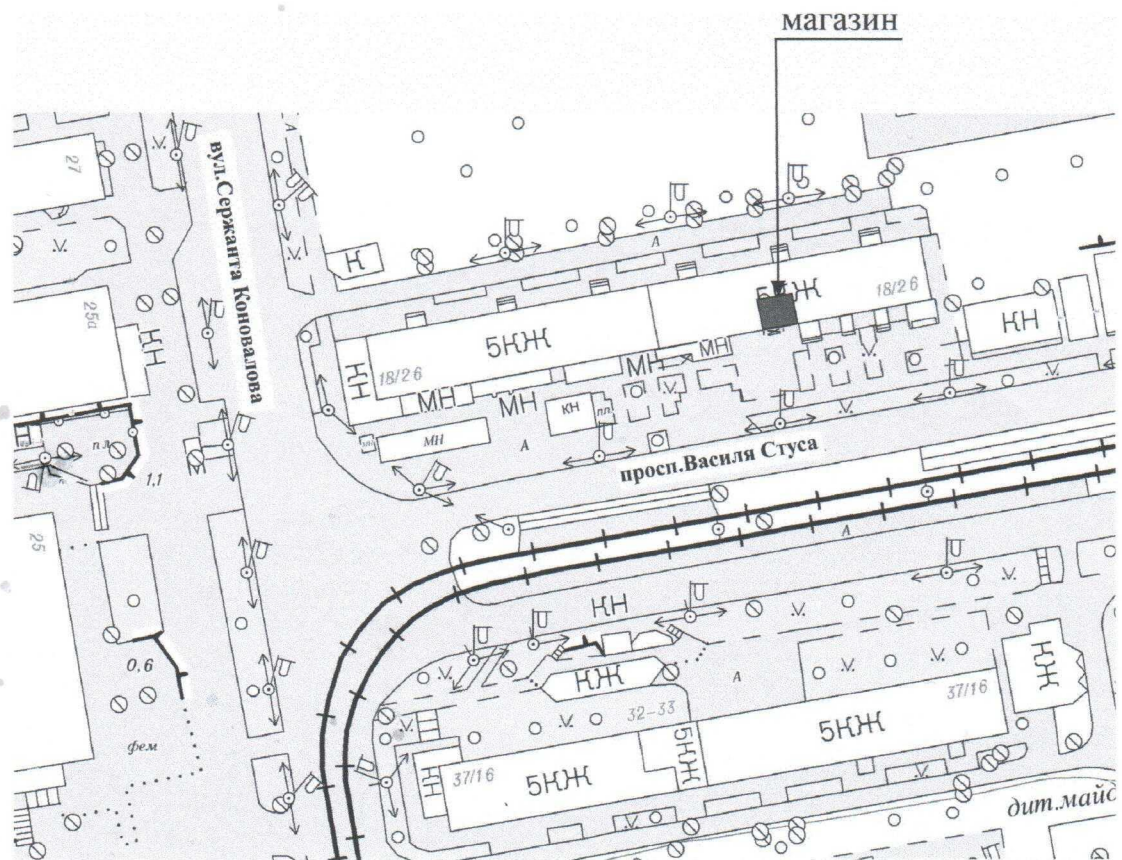 магазин
27
А
вул.Сержанта Коновалова
Н
А
5КЖ
18/26
КН
25а
КН
5КЖ
КН
18/26
МН
МН
МН
МН
МН
КН
пл
А
просп.Василя Стуса
пл
1,1
25
А
КН
0,6
КЖ
А
КЖ
32-33
37/16
фем
5КЖ
5КЖ
КН
37/16
5КЖ
дит.майд